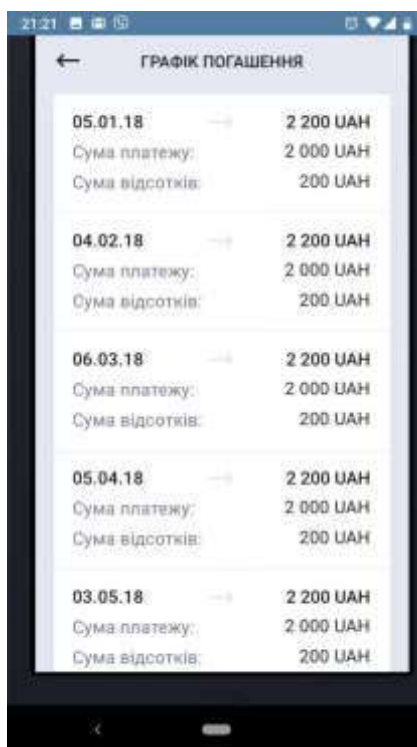 21:21
← ГРАФІК ПОГАШЕННЯ
05.01.18 → 2 200 UAH
Сума платежу: 2 000 UAH
Сума відсотків: 200 UAH
04.02.18 → 2 200 UAH
Сума платежу: 2 000 UAH
Сума відсотків: 200 UAH
06.03.18 → 2 200 UAH
Сума платежу: 2 000 UAH
Сума відсотків: 200 UAH
05.04.18 → 2 200 UAH
Сума платежу: 2 000 UAH
Сума відсотків: 200 UAH
03.05.18 → 2 200 UAH
Сума платежу: 2 000 UAH
Сума відсотків: 200 UAH